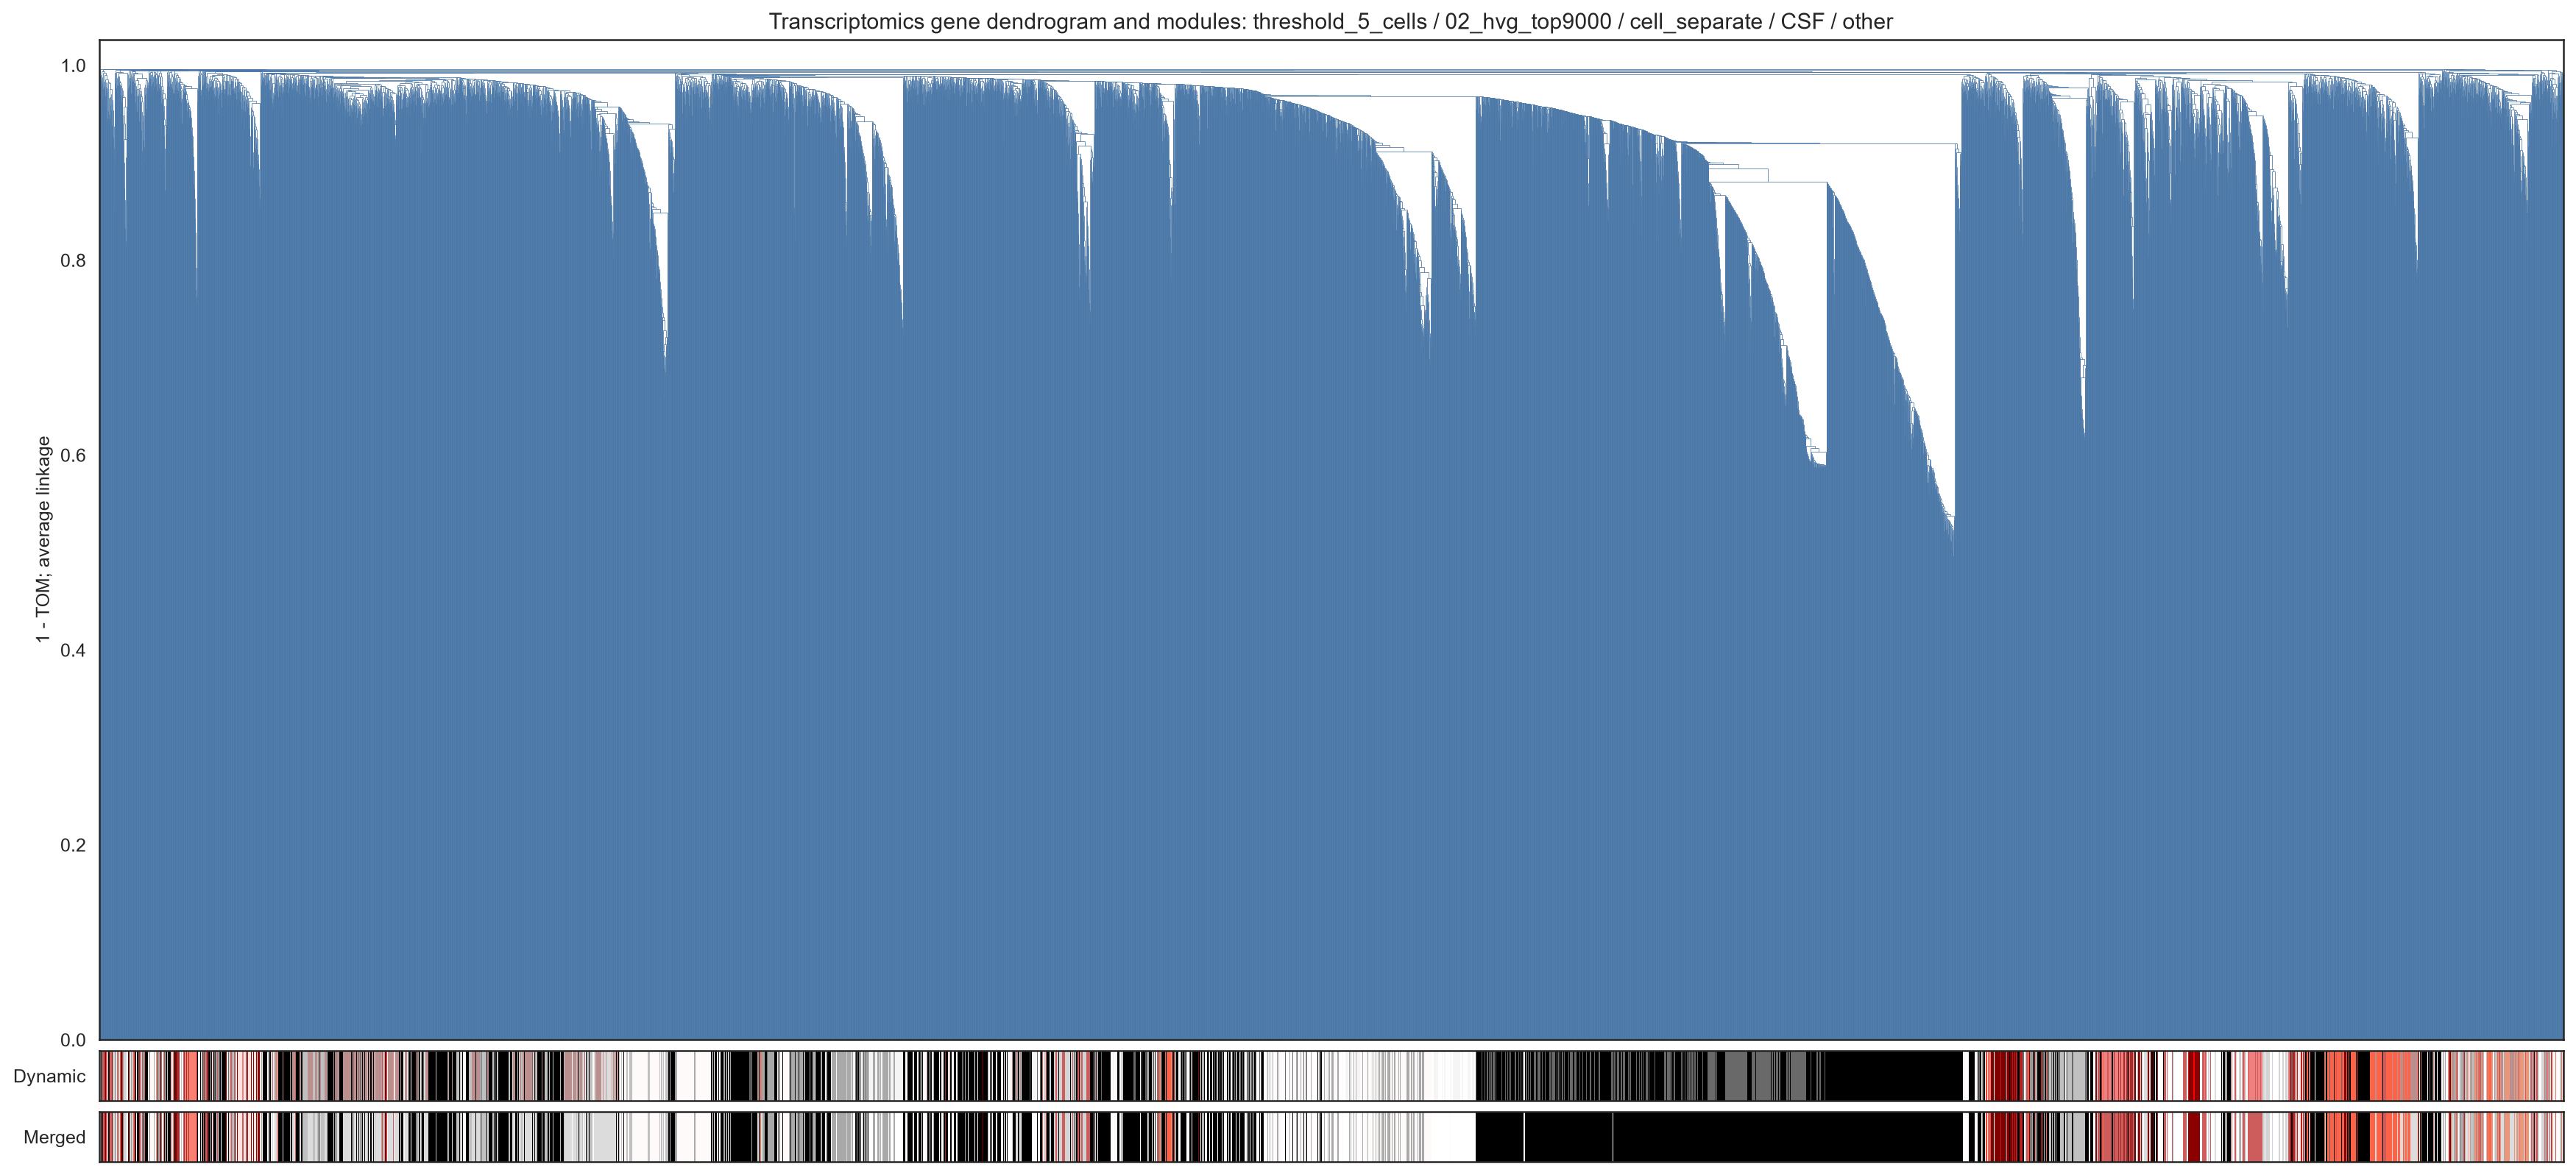 Transcriptomics gene dendrogram and modules: threshold_5_cells / 02_hvg_top9000 / cell_separate / CSF / other
1.0
0.8
0.6
0.4
0.2
0.0
1 - TOM; average linkage
Dynamic
Merged